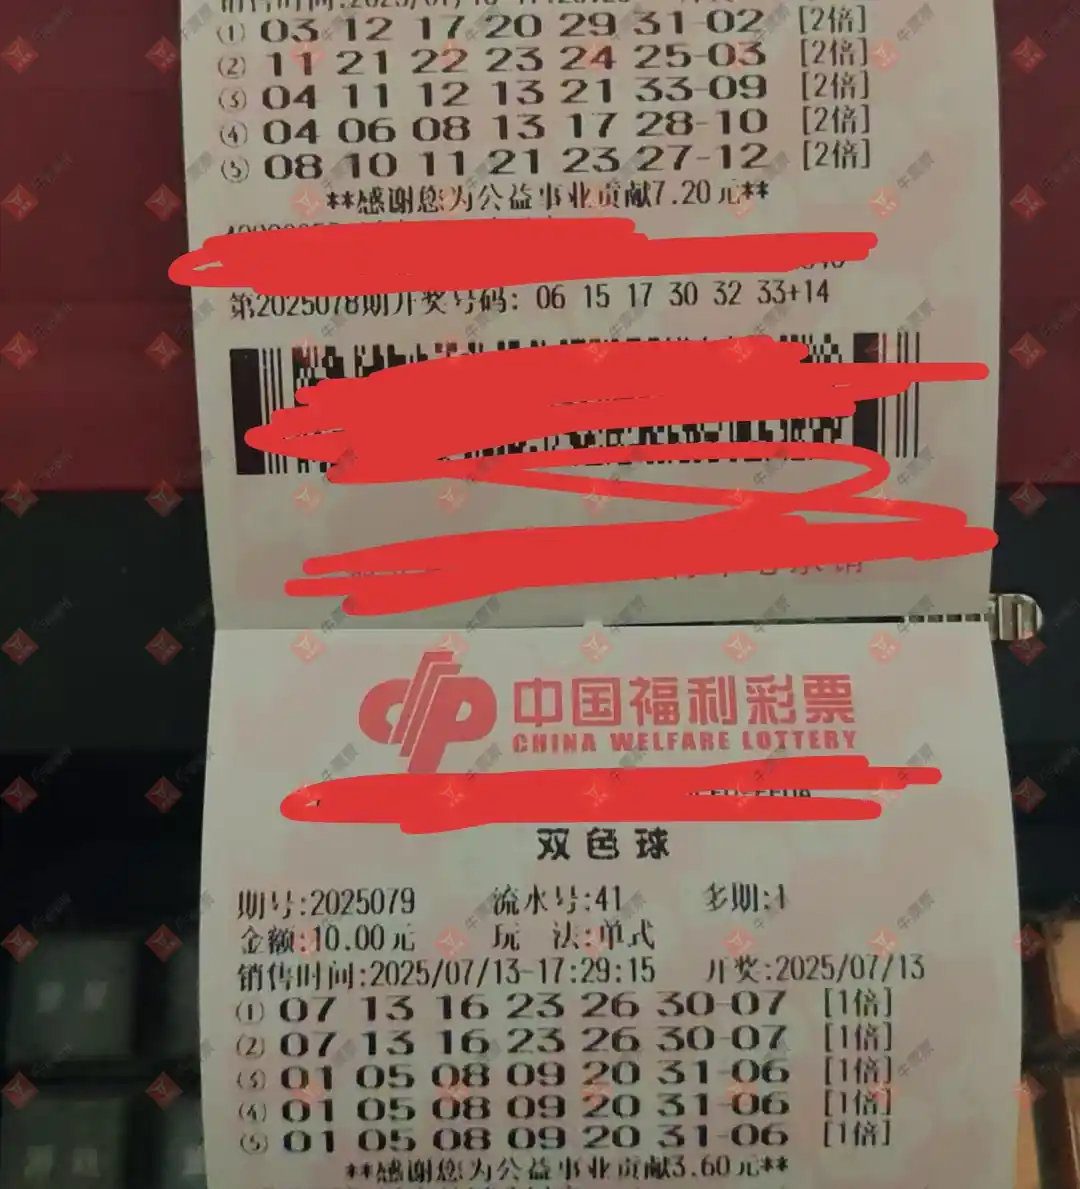 ① 03 12 17 20 29 31-02 [2倍]
② 11 21 22 23 24 25-03 [2倍]
③ 04 11 12 13 21 33-09 [2倍]
④ 04 06 08 13 17 28-10 [2倍]
⑤ 08 10 11 21 23 27-12 [2倍]
**感谢您为公益事业贡献7.20元**
第2025078期开奖号码: 06 15 17 30 32 33+14
中国福利彩票
CHINA WELFARE LOTTERY
双色球
期号:2025079 流水号:41 多期:1
金额:10.00元 玩 法:单式
销售时间:2025/07/13-17:29:15 开奖:2025/07/13
① 07 13 16 23 26 30-07 [1倍]
② 07 13 16 23 26 30-07 [1倍]
③ 01 05 08 09 20 31-06 [1倍]
④ 01 05 08 09 20 31-06 [1倍]
⑤ 01 05 08 09 20 31-06 [1倍]
**感谢您为公益事业贡献3.60元**